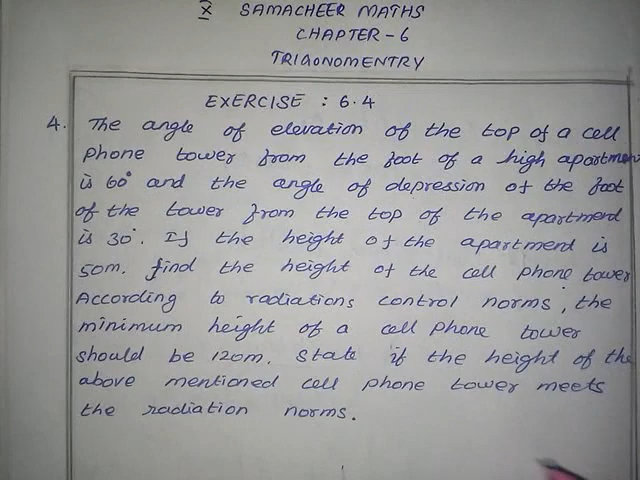 X SAMACHEER MATHS
CHAPTER-6
TRIGONOMENTRY
EXERCISE : 6.4
4. The angle of elevation of the top of a cell
phone tower from the foot of a high apartment
is 60° and the angle of depression of the foot
of the tower from the top of the apartment
is 30°. If the height of the apartment is
50m. find the height of the cell phone tower
According to radiations control norms, the
minimum height of a cell phone tower
should be 120m. State if the height of the
above mentioned cell phone tower meets
the radiation norms.